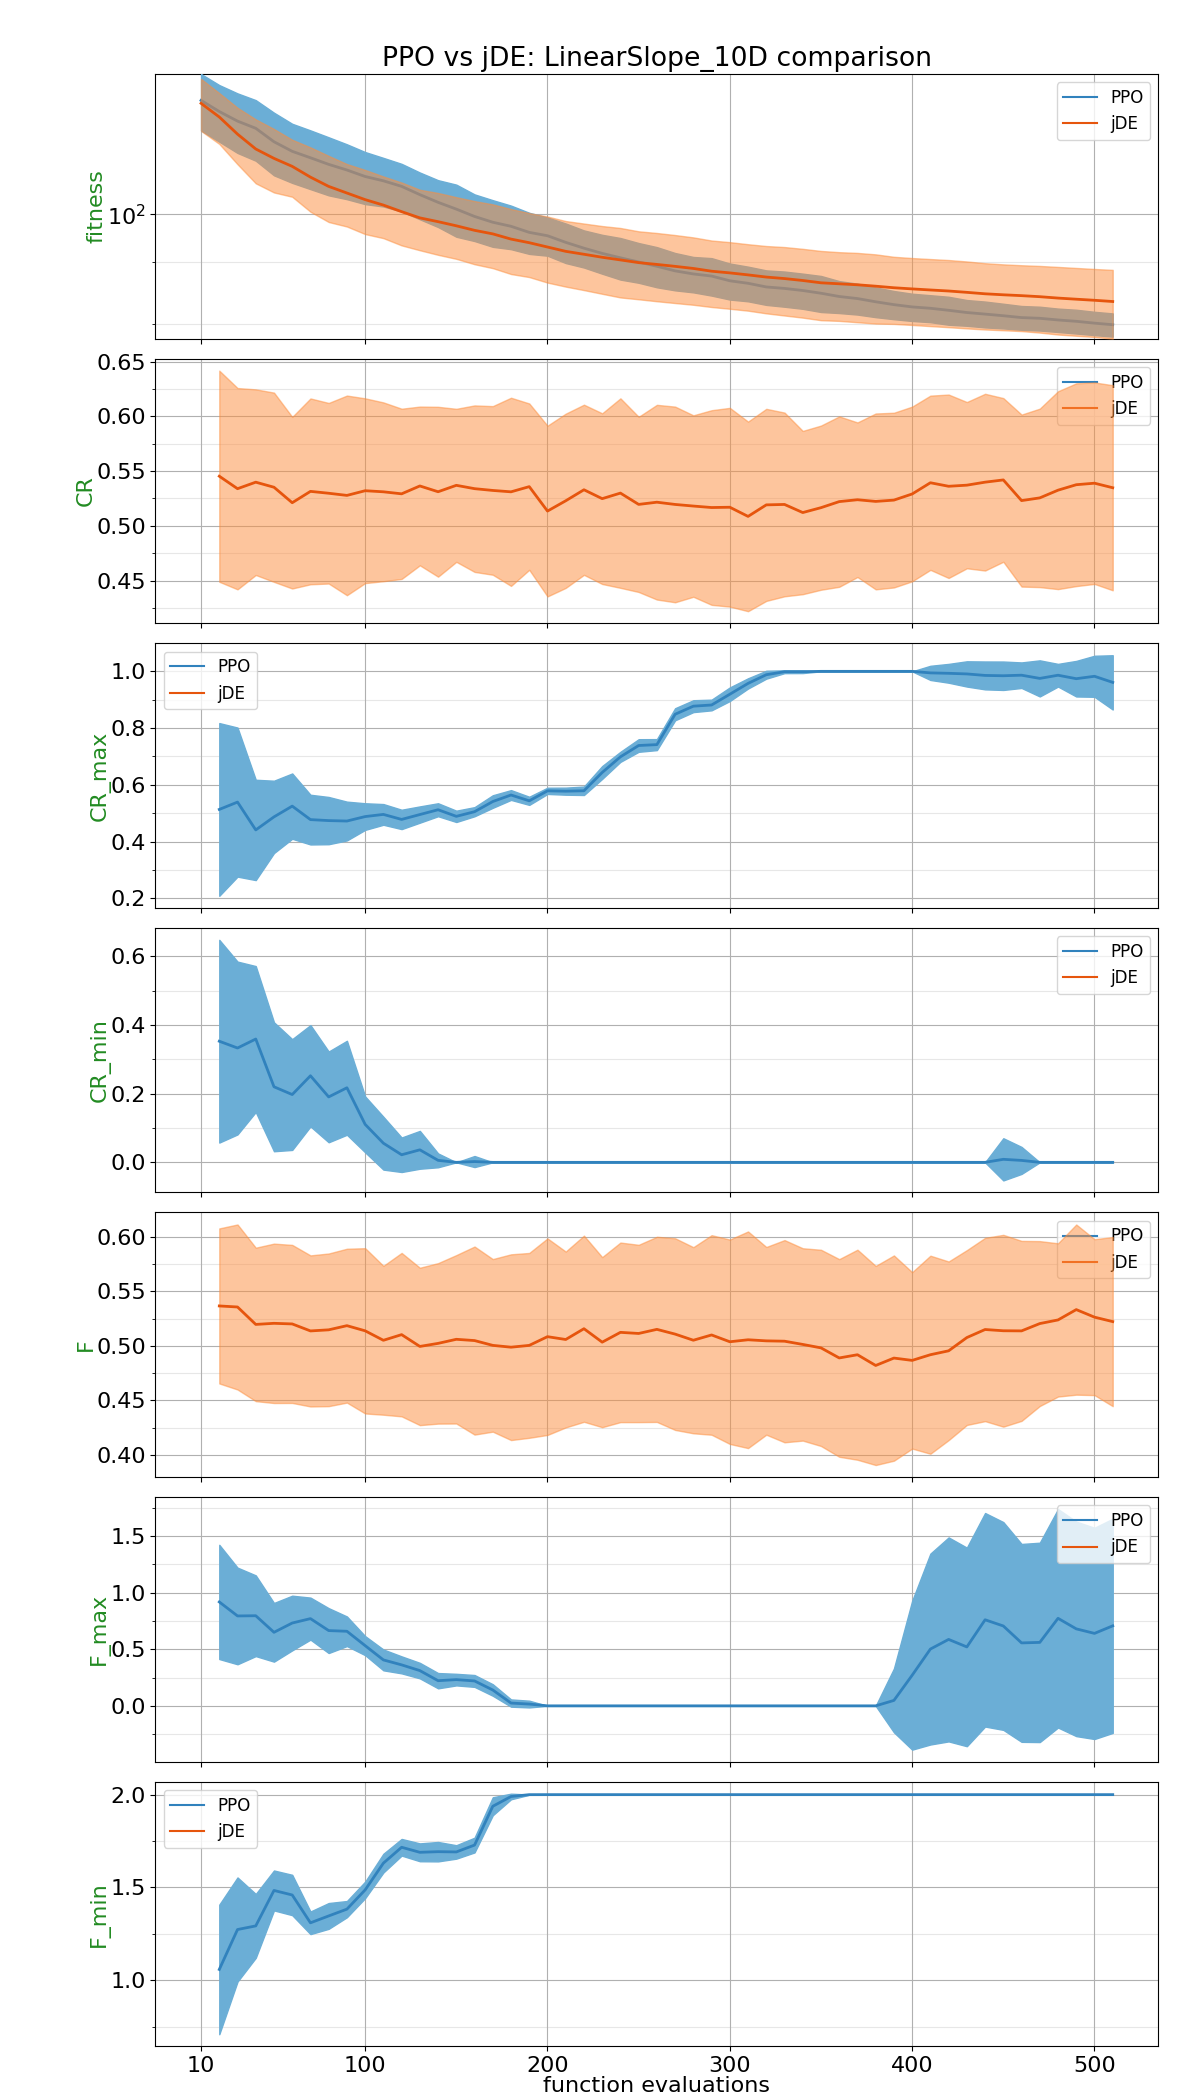 PPO vs jDE: LinearSlope_10D comparison
fitness
10²
PPO
jDE
CR
0.65
0.60
0.55
0.50
0.45
PPO
jDE
CR_max
1.0
0.8
0.6
0.4
0.2
PPO
jDE
CR_min
0.6
0.4
0.2
0.0
PPO
jDE
F
0.60
0.55
0.50
0.45
0.40
PPO
jDE
F_max
1.5
1.0
0.5
0.0
PPO
jDE
F_min
2.0
1.5
1.0
PPO
jDE
10 100 200 300 400 500
function evaluations